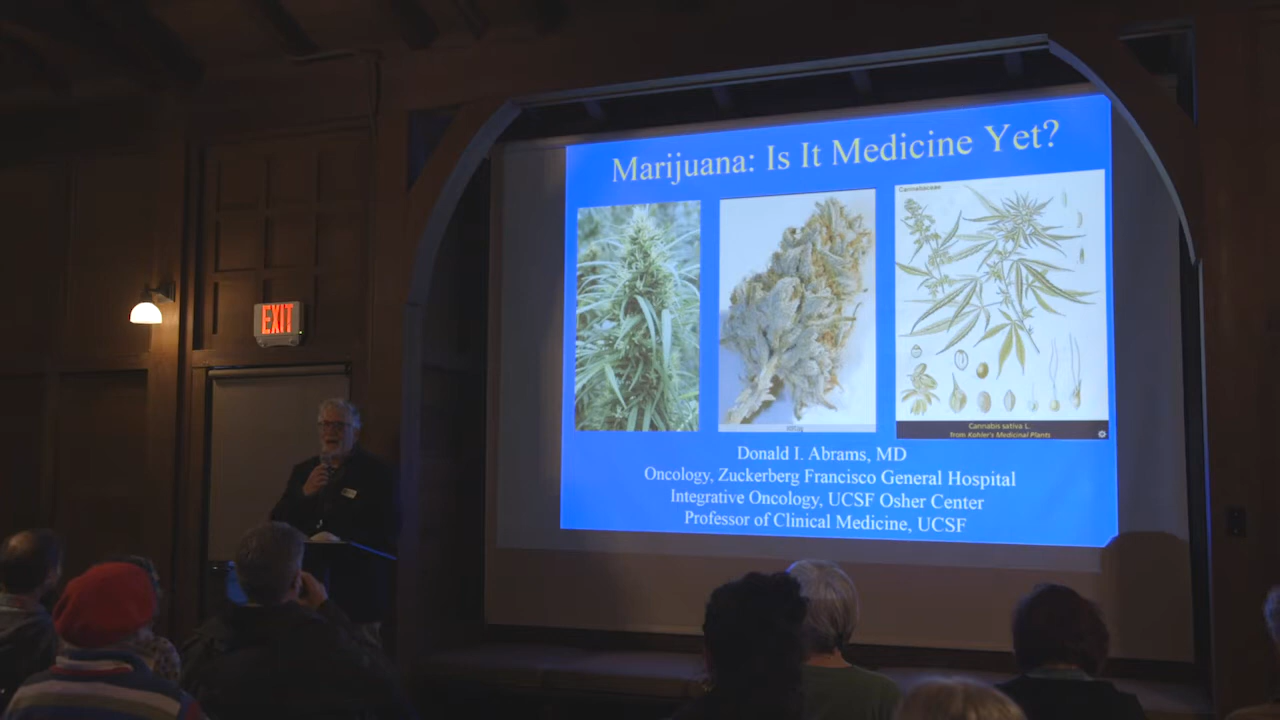 EXIT
Marijuana: Is It Medicine Yet?
Cannabaceae
Cannabis sativa L.
from Kohler's Medicinal Plants
Donald I. Abrams, MD
Oncology, Zuckerberg Francisco General Hospital
Integrative Oncology, UCSF Osher Center
Professor of Clinical Medicine, UCSF